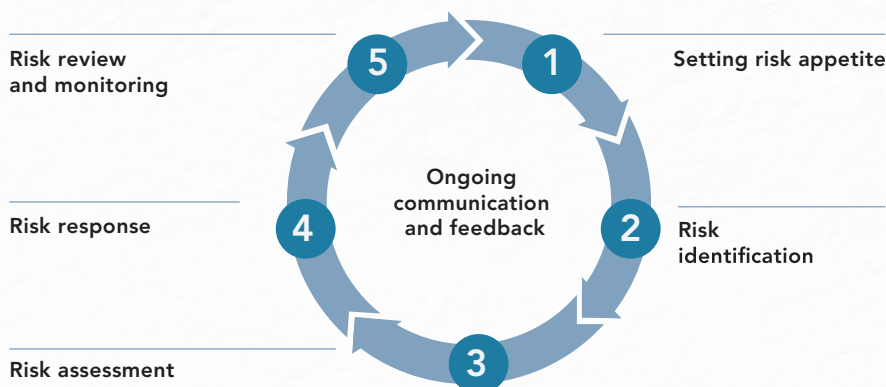 1
Setting risk appetite
2
Risk
identification
3
Risk assessment
4
Risk response
5
Risk review
and monitoring
Ongoing
communication
and feedback